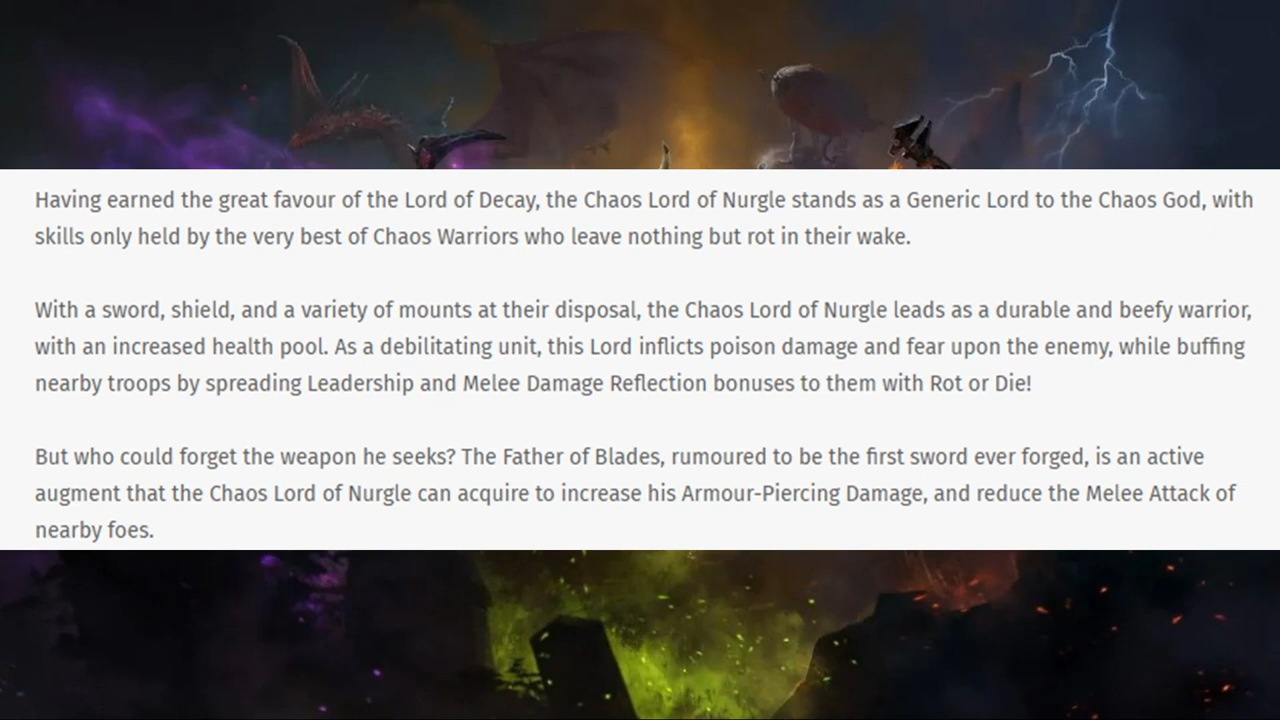 Having earned the great favour of the Lord of Decay, the Chaos Lord of Nurgle stands as a Generic Lord to the Chaos God, with
skills only held by the very best of Chaos Warriors who leave nothing but rot in their wake.
With a sword, shield, and a variety of mounts at their disposal, the Chaos Lord of Nurgle leads as a durable and beefy warrior,
with an increased health pool. As a debilitating unit, this Lord inflicts poison damage and fear upon the enemy, while buffing
nearby troops by spreading Leadership and Melee Damage Reflection bonuses to them with Rot or Die!
But who could forget the weapon he seeks? The Father of Blades, rumoured to be the first sword ever forged, is an active
augment that the Chaos Lord of Nurgle can acquire to increase his Armour-Piercing Damage, and reduce the Melee Attack of
nearby foes.